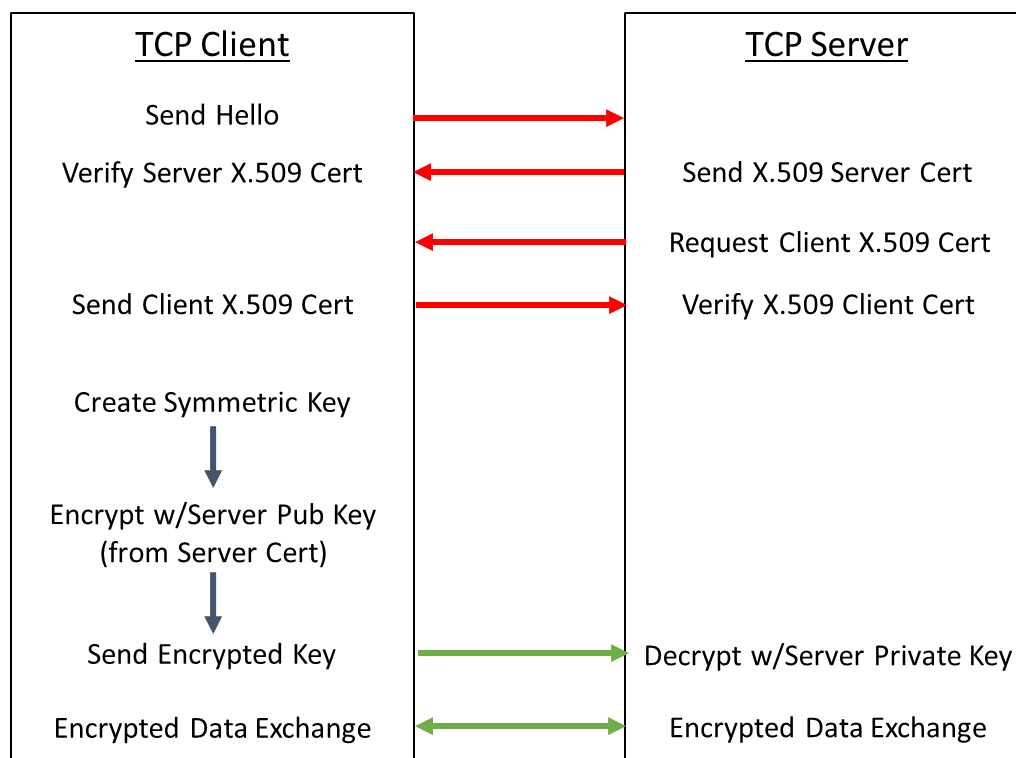 TCP Client
TCP Server
Send Hello
Verify Server X.509 Cert
Send X.509 Server Cert
Request Client X.509 Cert
Send Client X.509 Cert
Verify X.509 Client Cert
Create Symmetric Key
Encrypt w/Server Pub Key
(from Server Cert)
Send Encrypted Key
Decrypt w/Server Private Key
Encrypted Data Exchange
Encrypted Data Exchange